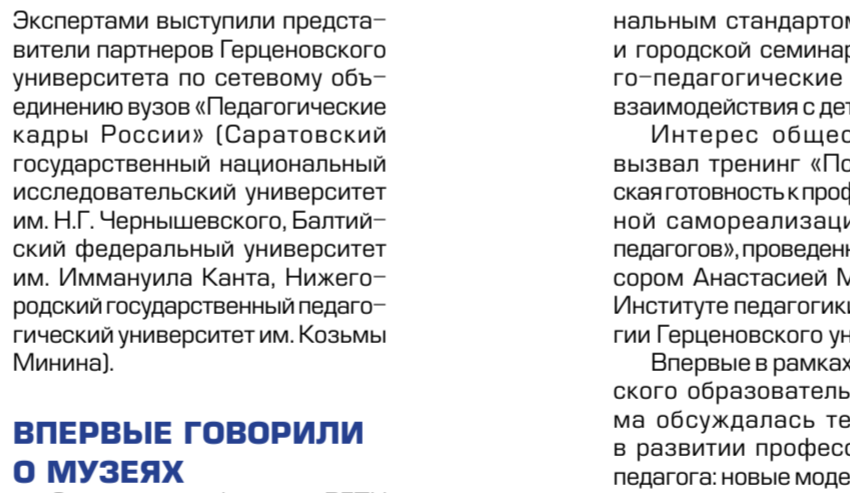 Экспертами выступили предста-
вители партнеров Герценовского
университета по сетевому объ-
единению вузов «Педагогические
кадры России» (Саратовский
государственный национальный
исследовательский университет
им. Н.Г. Чернышевского, Балтий-
ский федеральный университет
им. Иммануила Канта, Нижего-
родский государственный педаго-
гический университет им. Козьмы
Минина).
ВПЕРВЫЕ ГОВОРИЛИ
О МУЗЕЯХ
нальным стандартом
и городской семинар
го-педагогические
взаимодействия с дет
Интерес общес
вызвал тренинг «Пс
ская готовность к проф
ной самореализаци
педагогов», проведенн
сором Анастасией М
Институте педагогики
гии Герценовского ун
Впервые в рамках
ского образователь
ма обсуждалась те
в развитии професс
педагога: новые моде